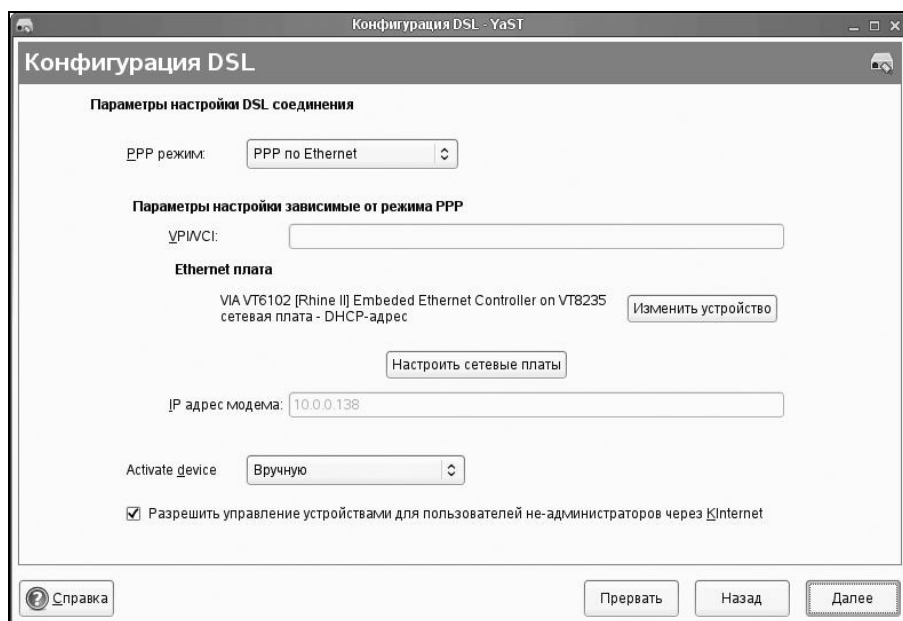 Конфигурация DSL - YaST
Конфигурация DSL
Параметры настройки DSL соединения
PPP режим: PPP по Ethernet
Параметры настройки зависимые от режима PPP
VPI/VCI:
Ethernet плата
VIA VT6102 [Rhine II] Embeded Ethernet Controller on VT8235
сетевая плата - DHCP-адрес
Изменить устройство
Настроить сетевые платы
IP адрес модема: 10.0.0.138
Activate device Вручную
Разрешить управление устройствами для пользователей не-администраторов через KInternet
Справка Прервать Назад Далее